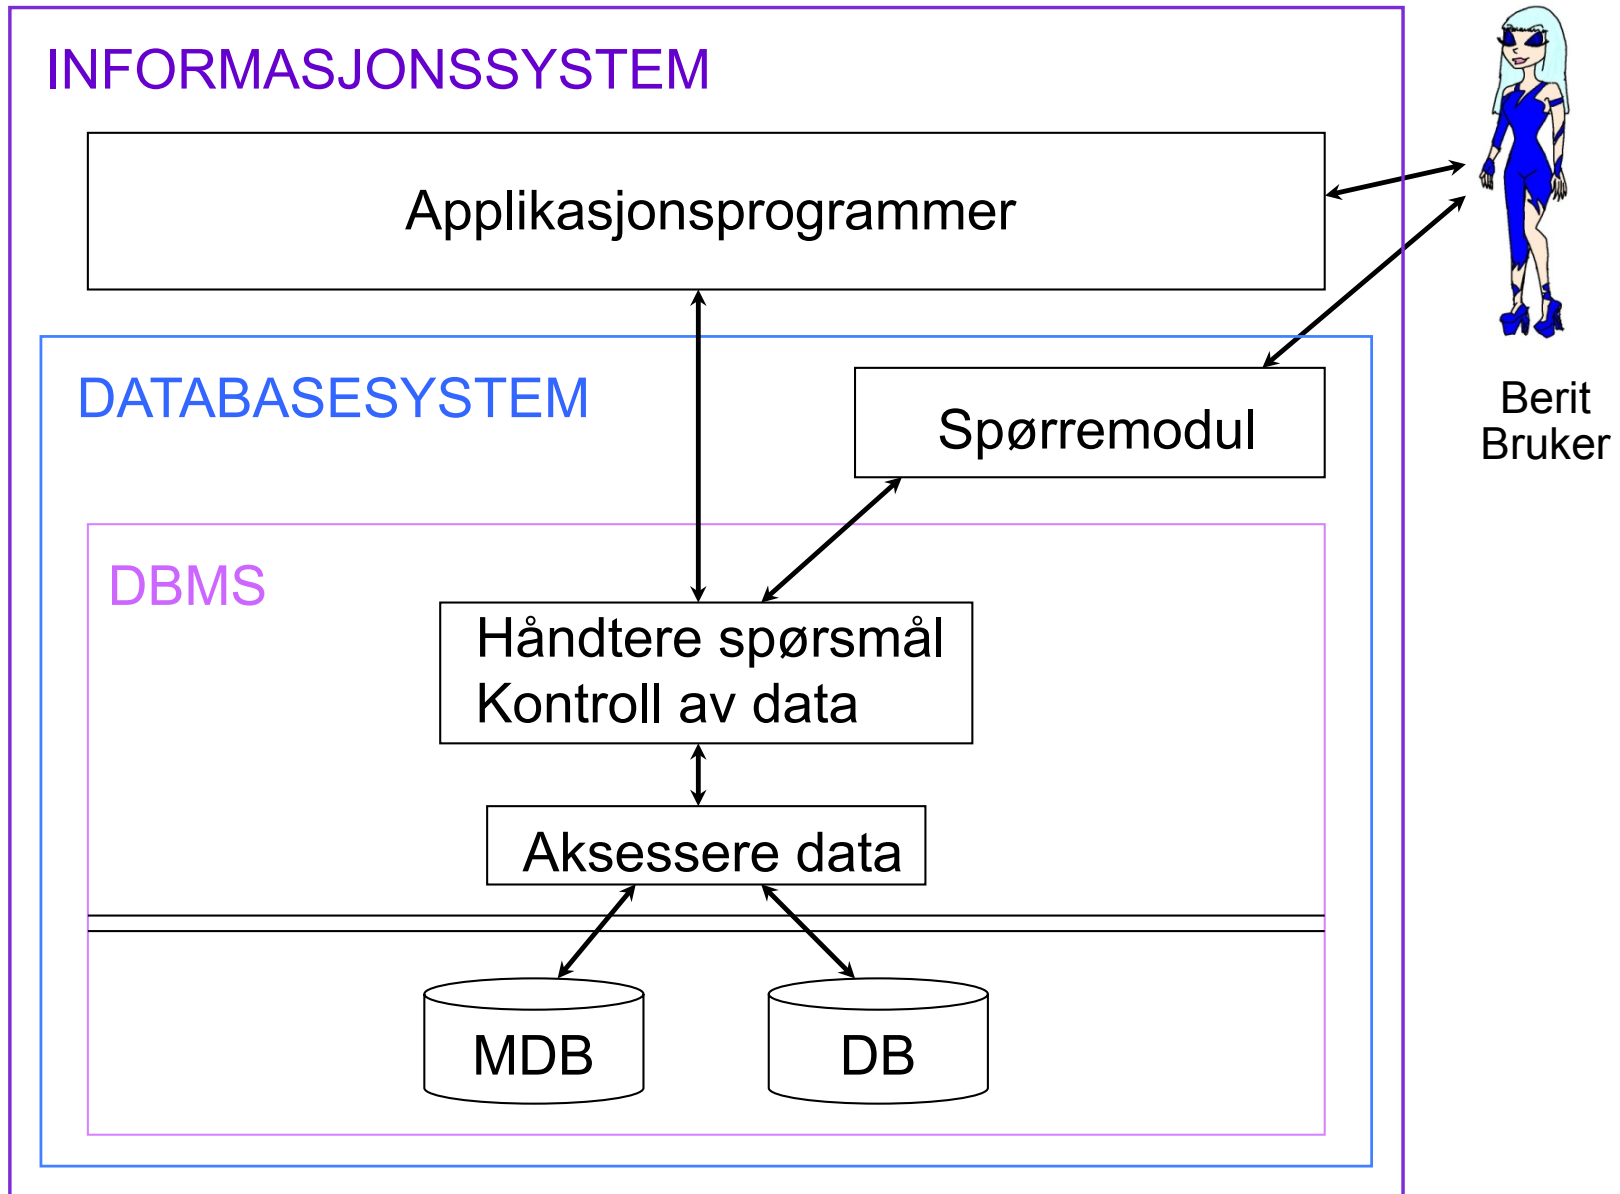 INFORMASJONSSYSTEM
Applikasjonsprogrammer
DATABASESYSTEM
Spørremodul
Berit
Bruker
DBMS
Håndtere spørsmål
Kontroll av data
Aksessere data
MDB
DB